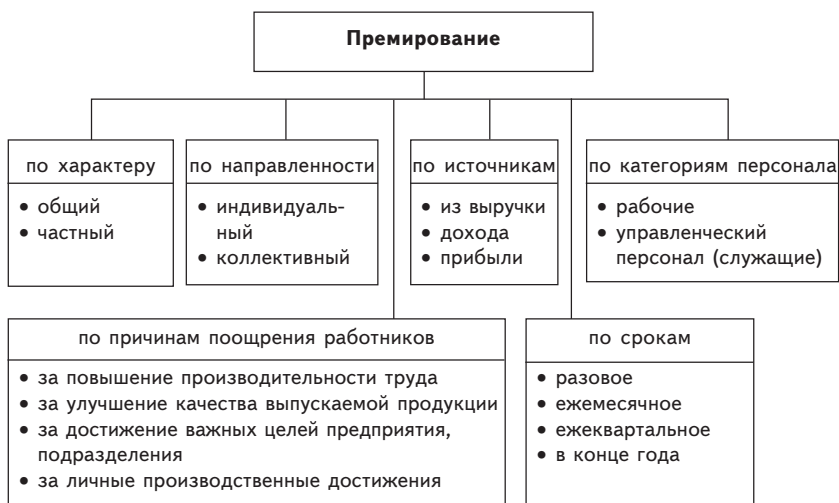 Премирование
по характеру
• общий
• частный
по направленности
• индивидуаль-
ный
• коллективный
по источникам
• из выручки
• дохода
• прибыли
по категориям персонала
• рабочие
• управленческий
персонал (служащие)
по причинам поощрения работников
• за повышение производительности труда
• за улучшение качества выпускаемой продукции
• за достижение важных целей предприятия,
подразделения
• за личные производственные достижения
по срокам
• разовое
• ежемесячное
• ежеквартальное
• в конце года